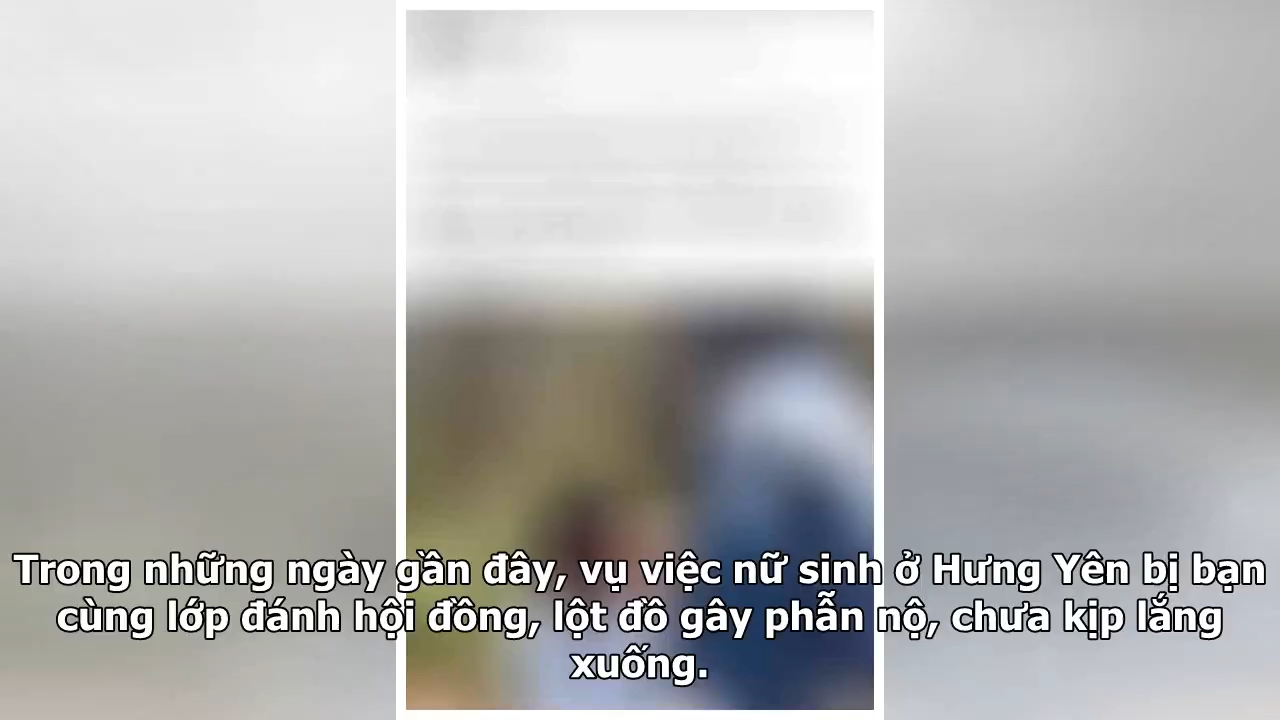 Trong những ngày gần đây, vụ việc nữ sinh ở Hưng Yên bị bạn
cùng lớp đánh hội đồng, lột đồ gây phẫn nộ, chưa kịp lắng
xuống.